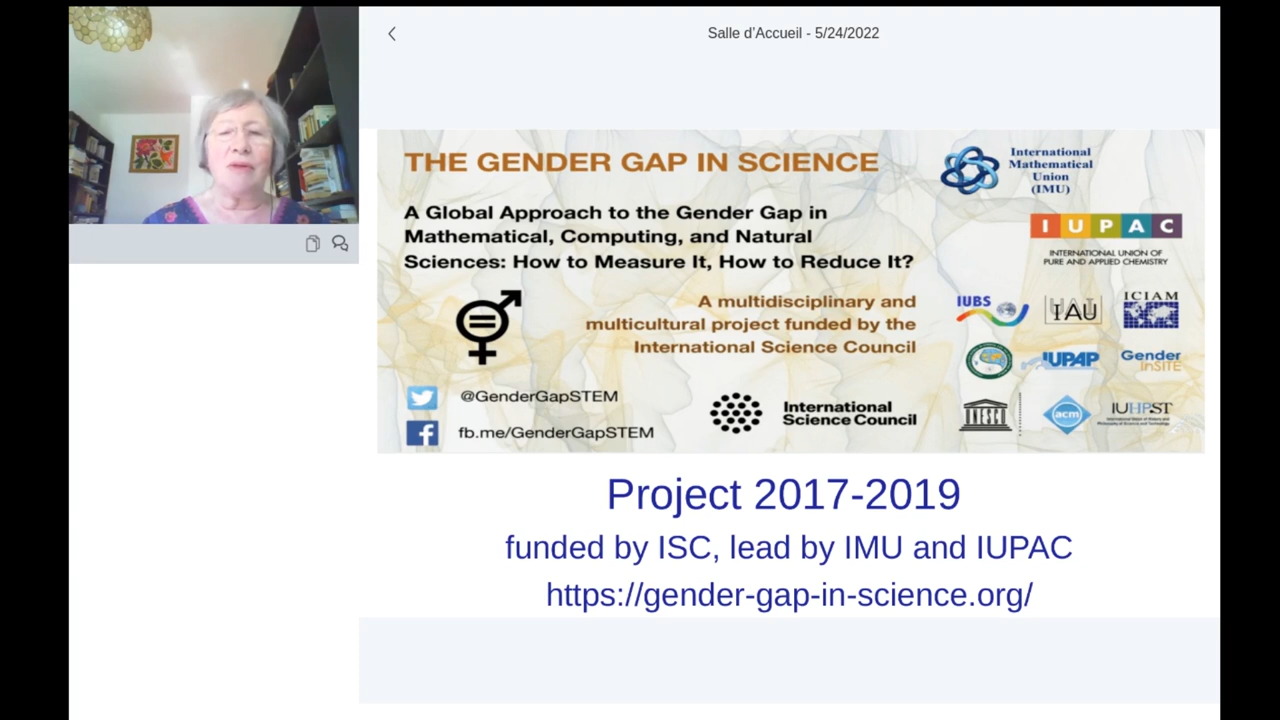 Salle d'Accueil - 5/24/2022
THE GENDER GAP IN SCIENCE
A Global Approach to the Gender Gap in
Mathematical, Computing, and Natural
Sciences: How to Measure It, How to Reduce It?
A multidisciplinary and
multicultural project funded by the
International Science Council
@GenderGapSTEM
fb.me/GenderGapSTEM
International
Science Council
International
Mathematical
Union
(IMU)
IUPAC
INTERNATIONAL UNION OF
PURE AND APPLIED CHEMISTRY
IUBS
IAU
ICIAM
IUPAP
Gender
InSITE
acm
IUHPST
Project 2017-2019
funded by ISC, lead by IMU and IUPAC
https://gender-gap-in-science.org/